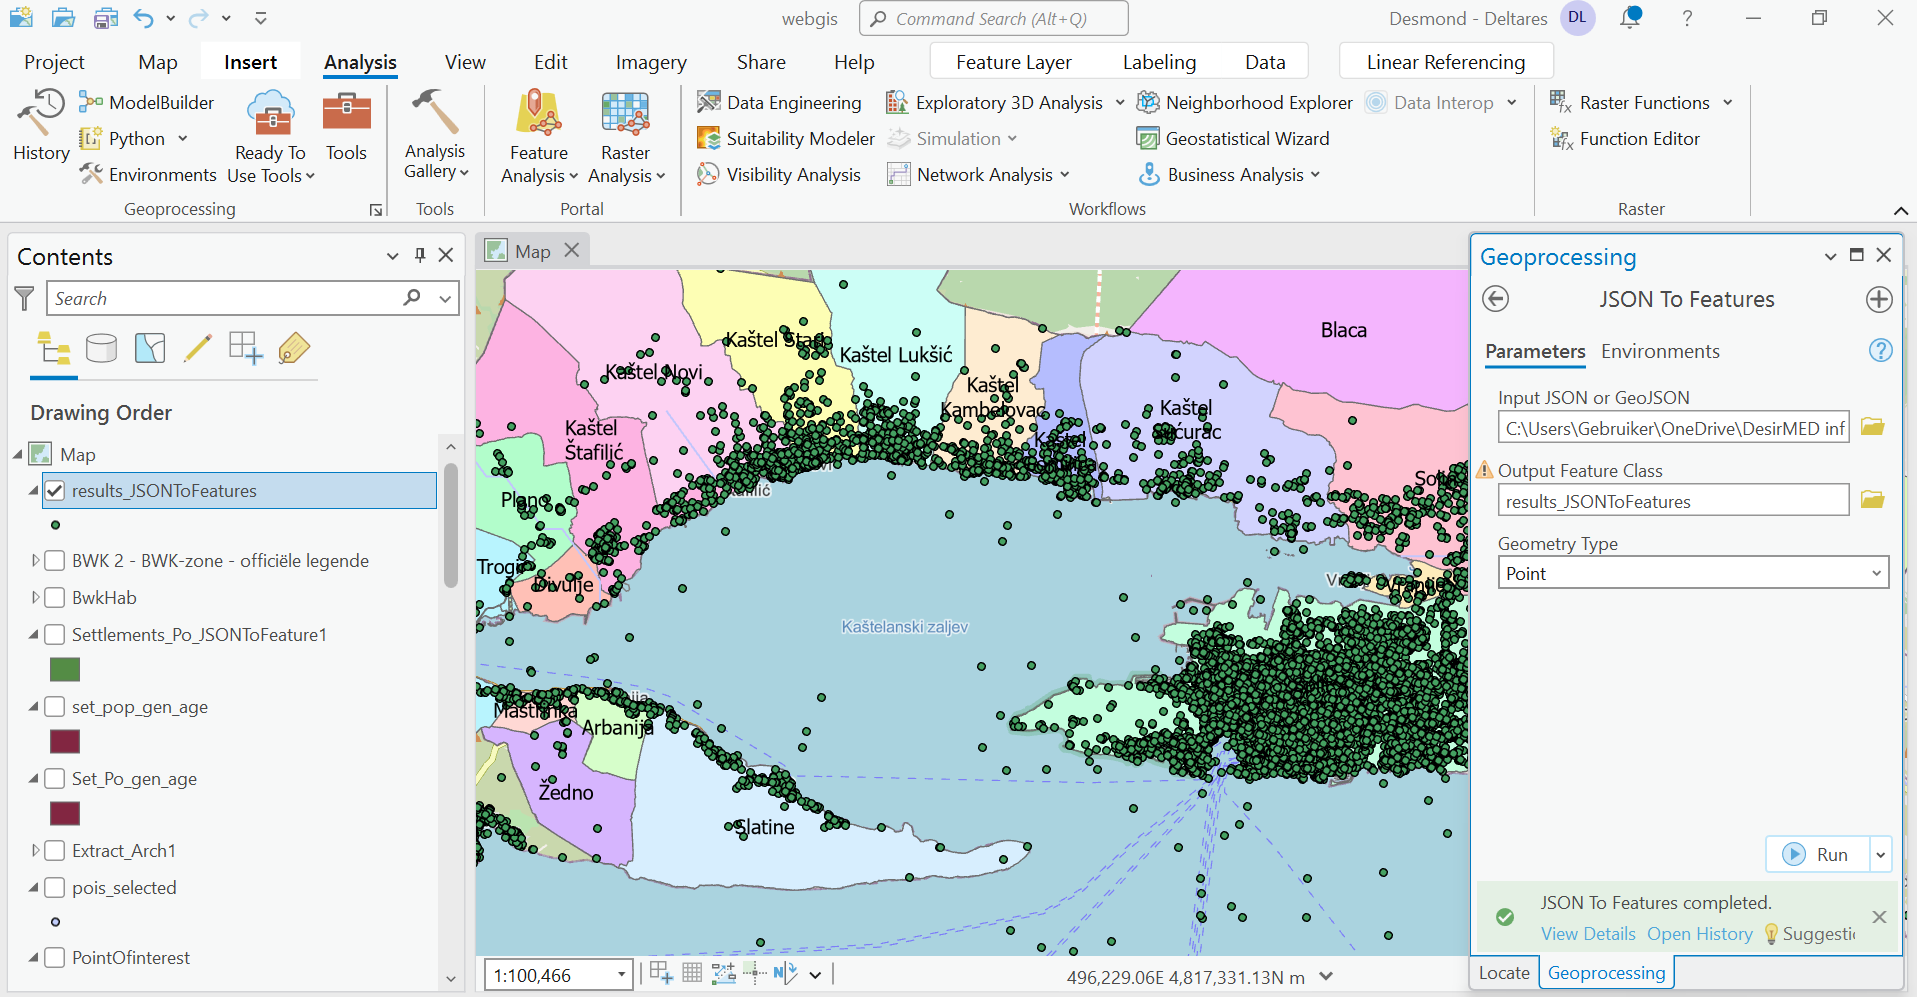 webgis
Command Search (Alt+Q)
Desmond - Deltares
DL
?
Project
Map
Insert
Analysis
View
Edit
Imagery
Share
Help
Feature Layer
Labeling
Data
Linear Referencing
History
ModelBuilder
Python
Environments
Ready To
Use Tools
Tools
Geoprocessing
Analysis
Gallery
Tools
Feature
Analysis
Raster
Analysis
Portal
Data Engineering
Suitability Modeler
Visibility Analysis
Exploratory 3D Analysis
Simulation
Network Analysis
Neighborhood Explorer
Geostatistical Wizard
Business Analysis
Data Interop
Workflows
Raster Functions
Function Editor
Raster
Contents
Search
Drawing Order
Map
results_JSONToFeatures
BWK 2 - BWK-zone - officiële legende
BwkHab
Settlements_Po_JSONToFeature1
set_pop_gen_age
Set_Po_gen_age
Extract_Arch1
pois_selected
PointOfinterest
Map
Blaca
Kaštel Stari
Kaštel Lukšić
Kaštel Novi
Kaštel
Kambelovac
Kaštel
Štafilić
Kaštel
Sućurac
Kaštel
Plano
Trogir
Divulje
Vranjic
Kaštelanski zaljev
Mastrinka
Arbanija
Žedno
Slatine
1:100,466
496,229.06E 4,817,331.13N m
Geoprocessing
JSON To Features
Parameters
Environments
?
Input JSON or GeoJSON
C:\Users\Gebruiker\OneDrive\DesirMED inf
Output Feature Class
results_JSONToFeatures
Geometry Type
Point
Run
JSON To Features completed.
View Details
Open History
Suggestic
Locate
Geoprocessing